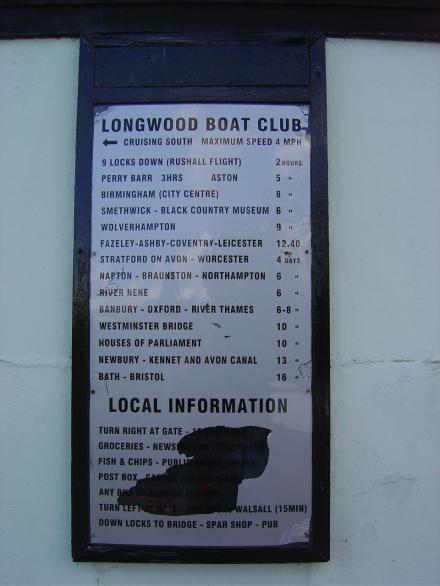 LONGWOOD BOAT CLUB
← CRUISING SOUTH MAXIMUM SPEED 4 MPH
9 LOCKS DOWN (RUSHALL FLIGHT) 2 HOURS
PERRY BARR 3HRS ASTON 5 "
BIRMINGHAM (CITY CENTRE) 8 "
SMETHWICK - BLACK COUNTRY MUSEUM 6 "
WOLVERHAMPTON 9 "
FAZELEY-ASHBY-COVENTRY-LEICESTER 12.40
STRATFORD ON AVON - WORCESTER 4 DAYS
NAPTON - BRAUNSTON - NORTHAMPTON 6 "
RIVER NENE 6 "
BANBURY - OXFORD - RIVER THAMES 6-8 "
WESTMINSTER BRIDGE 10 "
HOUSES OF PARLIAMENT 10 "
NEWBURY - KENNET AND AVON CANAL 13 "
BATH - BRISTOL 16 "
LOCAL INFORMATION
TURN RIGHT AT GATE -
GROCERIES -
FISH & CHIPS -
POST BOX
ANY
TURN WALSALL (15MIN)
DOWN LOCKS TO BRIDGE - SPAR SHOP - PUB